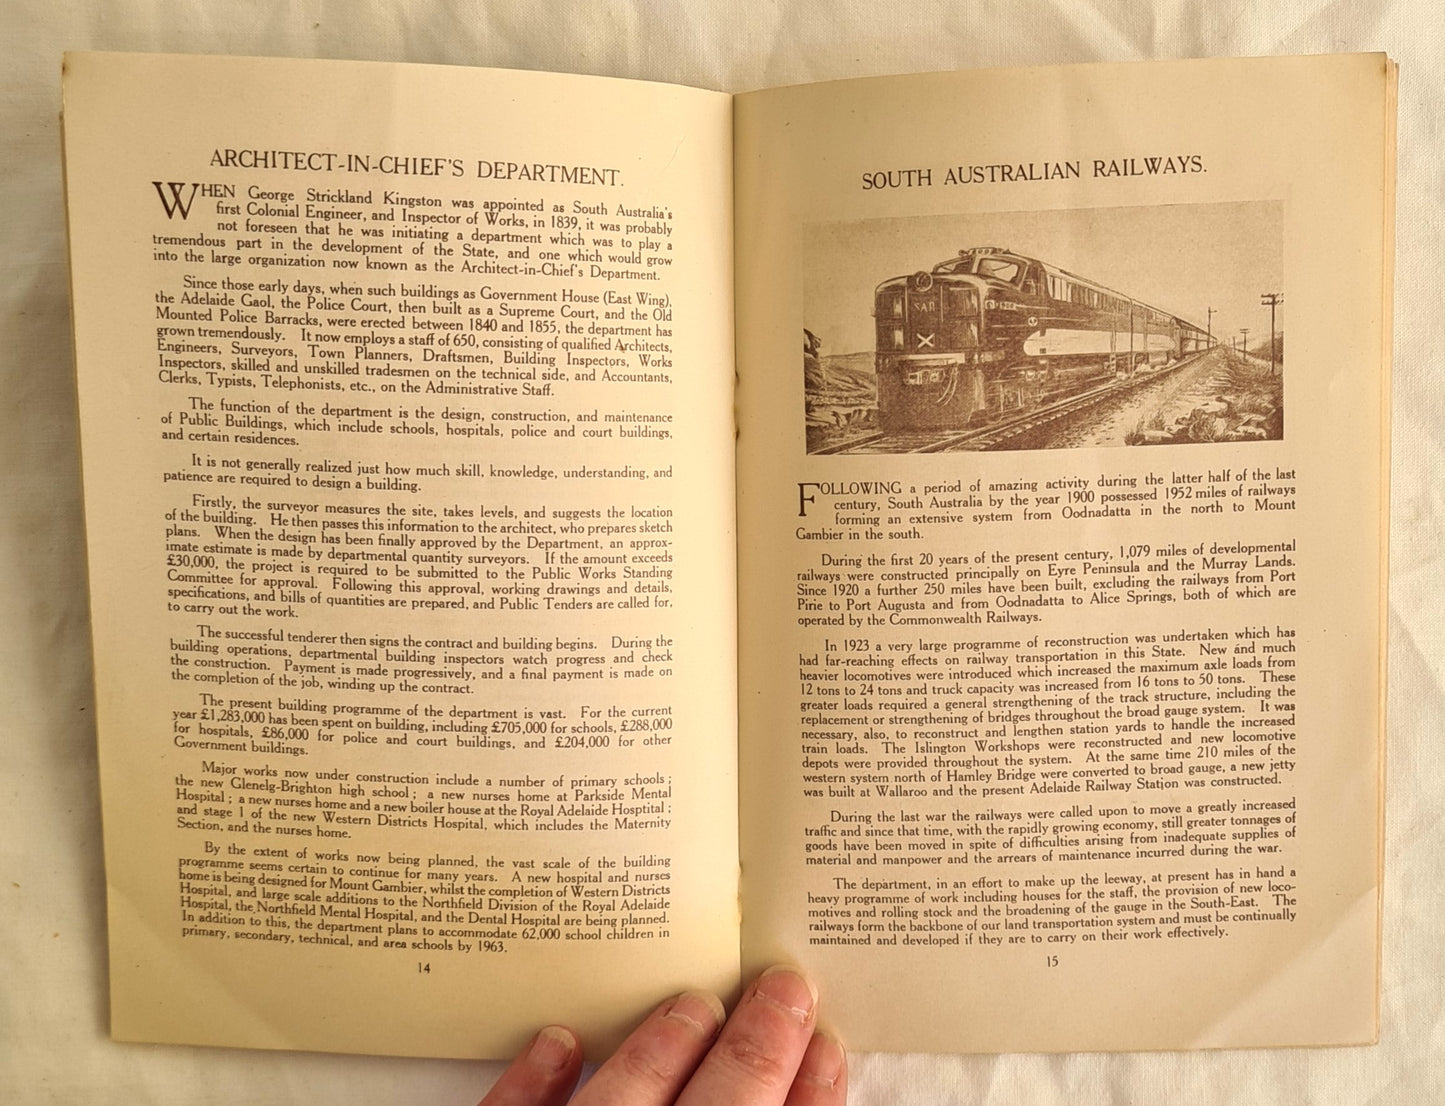 ARCHITECT-IN-CHIEF'S DEPARTMENT.
WHEN George Strickland Kingston was appointed as South Australia's
first Colonial Engineer, and Inspector of Works, in 1839, it was probably
not foreseen that he was initiating a department which was to play a
tremendous part in the development of the State, and one which would grow
into the large organization now known as the Architect-in-Chief's Department.
Since those early days, when such buildings as Government House (East Wing),
the Adelaide Gaol, the Police Court, then built as a Supreme Court, and the Old
Mounted Police Barracks, were erected between 1840 and 1855, the department has
grown tremendously. It now employs a staff of 650, consisting of qualified Architects,
Engineers, Surveyors, Town Planners, Draftsmen, Building Inspectors, Works
Inspectors, skilled and unskilled tradesmen on the technical side, and Accountants,
Clerks, Typists, Telephonists, etc., on the Administrative Staff.
The function of the department is the design, construction, and maintenance
of Public Buildings, which include schools, hospitals, police and court buildings,
and certain residences.
It is not generally realized just how much skill, knowledge, understanding, and
patience are required to design a building.
Firstly, the surveyor measures the site, takes levels, and suggests the location
of the building. He then passes this information to the architect, who prepares sketch
plans. When the design has been finally approved by the Department, an approx-
imate estimate is made by departmental quantity surveyors. If the amount exceeds
£30,000, the project is required to be submitted to the Public Works Standing
Committee for approval. Following this approval, working drawings and details,
specifications, and bills of quantities are prepared, and Public Tenders are called for,
to carry out the work.
The successful tenderer then signs the contract and building begins. During the
building operations, departmental building inspectors watch progress and check
the construction. Payment is made progressively, and a final payment is made on
the completion of the job, winding up the contract.
The present building programme of the department is vast. For the current
year £1,283,000 has been spent on building, including £705,000 for schools, £288,000
for hospitals, £86,000 for police and court buildings, and £204,000 for other
Government buildings.
Major works now under construction include a number of primary schools ;
the new Glenelg-Brighton high school ; a new nurses home at Parkside Mental
Hospital ; a new nurses home and a new boiler house at the Royal Adelaide Hosptital ;
and stage 1 of the new Western Districts Hospital, which includes the Maternity
Section, and the nurses home.
By the extent of works now being planned, the vast scale of the building
programme seems certain to continue for many years. A new hospital and nurses
home is being designed for Mount Gambier, whilst the completion of Western Districts
Hospital, and large scale additions to the Northfield Division of the Royal Adelaide
Hospital, the Northfield Mental Hospital, and the Dental Hospital are being planned.
In addition to this, the department plans to accommodate 62,000 school children in
primary, secondary, technical, and area schools by 1963.
14
SOUTH AUSTRALIAN RAILWAYS.
SAR
FOLLOWING a period of amazing activity during the latter half of the last
century, South Australia by the year 1900 possessed 1952 miles of railways
forming an extensive system from Oodnadatta in the north to Mount
Gambier in the south.
During the first 20 years of the present century, 1,079 miles of developmental
railways were constructed principally on Eyre Peninsula and the Murray Lands.
Since 1920 a further 250 miles have been built, excluding the railways from Port
Pirie to Port Augusta and from Oodnadatta to Alice Springs, both of which are
operated by the Commonwealth Railways.
In 1923 a very large programme of reconstruction was undertaken which has
had far-reaching effects on railway transportation in this State. New and much
heavier locomotives were introduced which increased the maximum axle loads from
12 tons to 24 tons and truck capacity was increased from 16 tons to 50 tons. These
greater loads required a general strengthening of the track structure, including the
replacement or strengthening of bridges throughout the broad gauge system. It was
necessary, also, to reconstruct and lengthen station yards to handle the increased
train loads. The Islington Workshops were reconstructed and new locomotive
depots were provided throughout the system. At the same time 210 miles of the
western system north of Hamley Bridge were converted to broad gauge, a new jetty
was built at Wallaroo and the present Adelaide Railway Station was constructed.
During the last war the railways were called upon to move a greatly increased
traffic and since that time, with the rapidly growing economy, still greater tonnages of
goods have been moved in spite of difficulties arising from inadequate supplies of
material and manpower and the arrears of maintenance incurred during the war.
The department, in an effort to make up the leeway, at present has in hand a
heavy programme of work including houses for the staff, the provision of new loco-
motives and rolling stock and the broadening of the gauge in the South-East. The
railways form the backbone of our land transportation system and must be continually
maintained and developed if they are to carry on their work effectively.
15